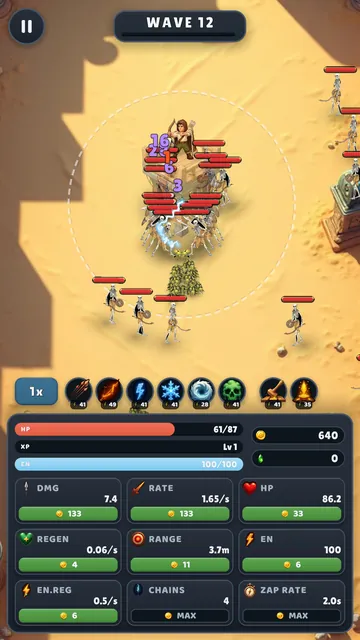 WAVE 12
16
6
3
1x
41
49
41
41
28
41
41
35
HP
61/87
640
XP
Lv 1
0
100/100
DMG
7.4
133
RATE
1.65/s
133
HP
86.2
33
REGEN
0.06/s
4
RANGE
3.7m
11
EN
100
6
EN.REG
0.5/s
6
CHAINS
4
MAX
ZAP RATE
2.0s
MAX